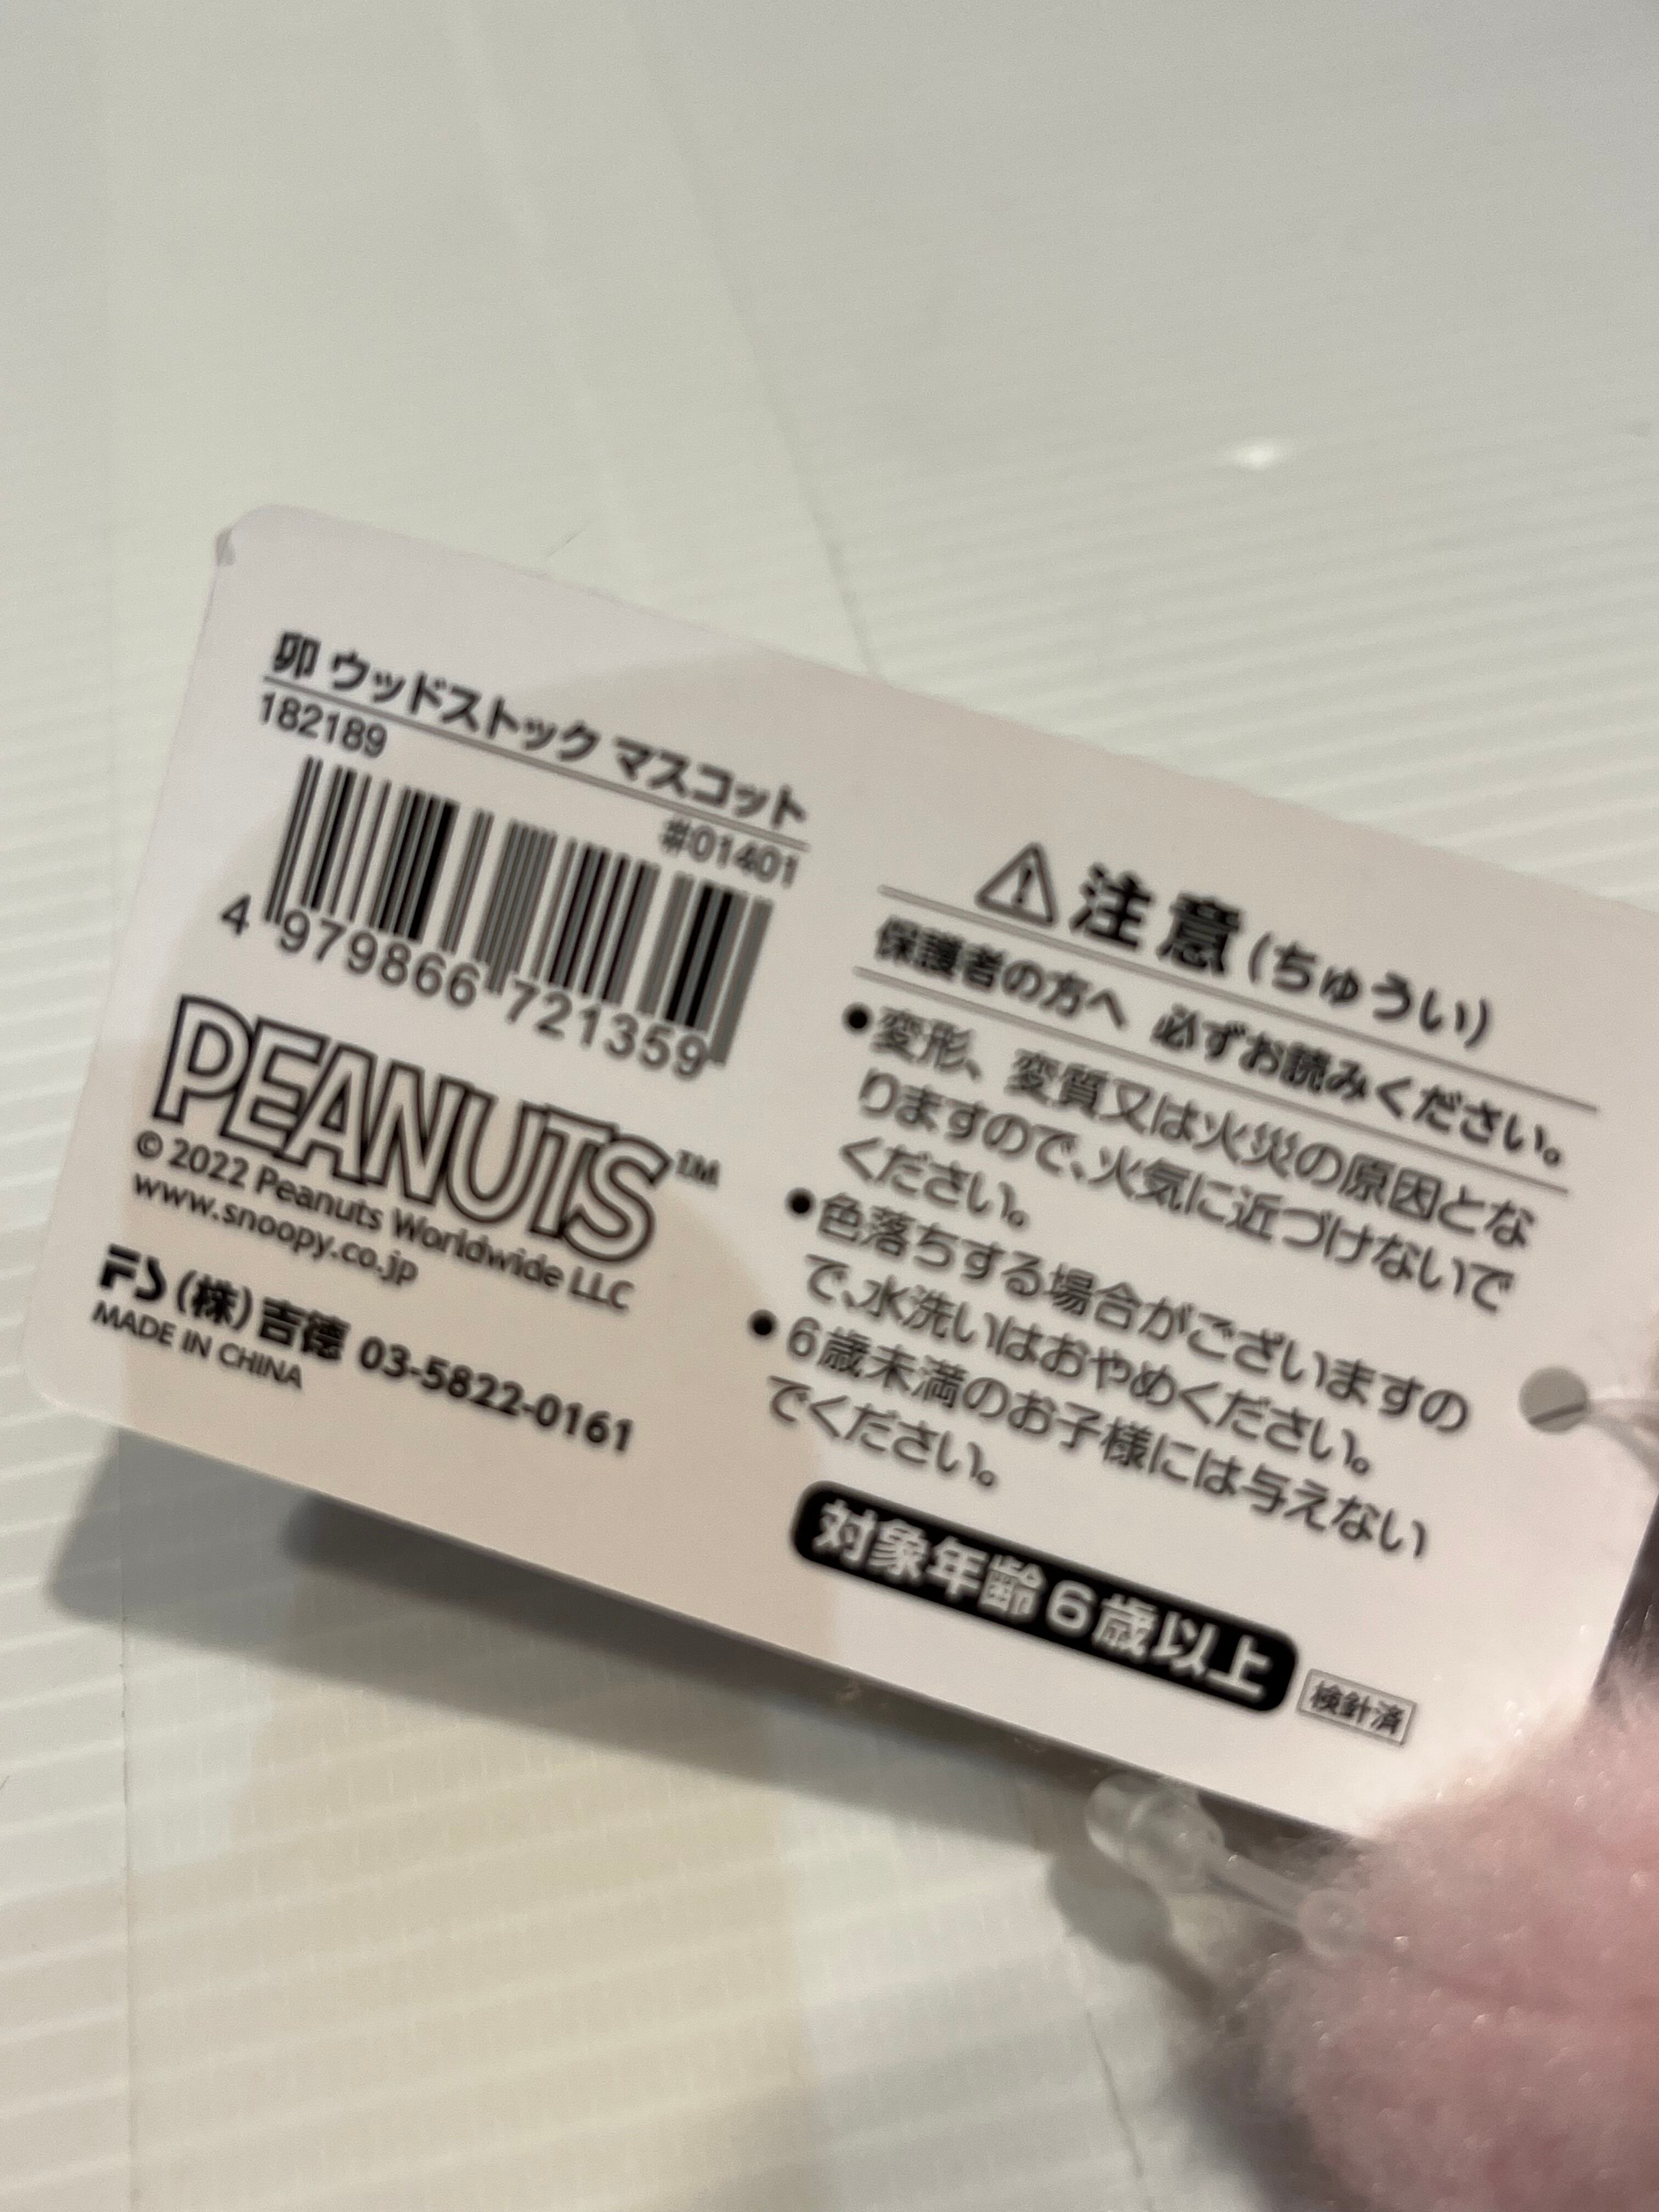 卯 ウッドストック マスコット
182189
#01401
4 979866 721359
PEANUTS™
© 2022 Peanuts Worldwide LLC
www.snoopy.co.jp
(株)吉德 03-5822-0161
MADE IN CHINA
⚠注意(ちゅうい)
保護者の方へ 必ずお読みください。
●変形、変質又は火災の原因とな
りますので、火気に近づけないで
ください。
●色落ちする場合がございますの
で、水洗いはおやめください。
●6歳未満のお子様には与えない
でください。
対象年齢6歳以上
検針済